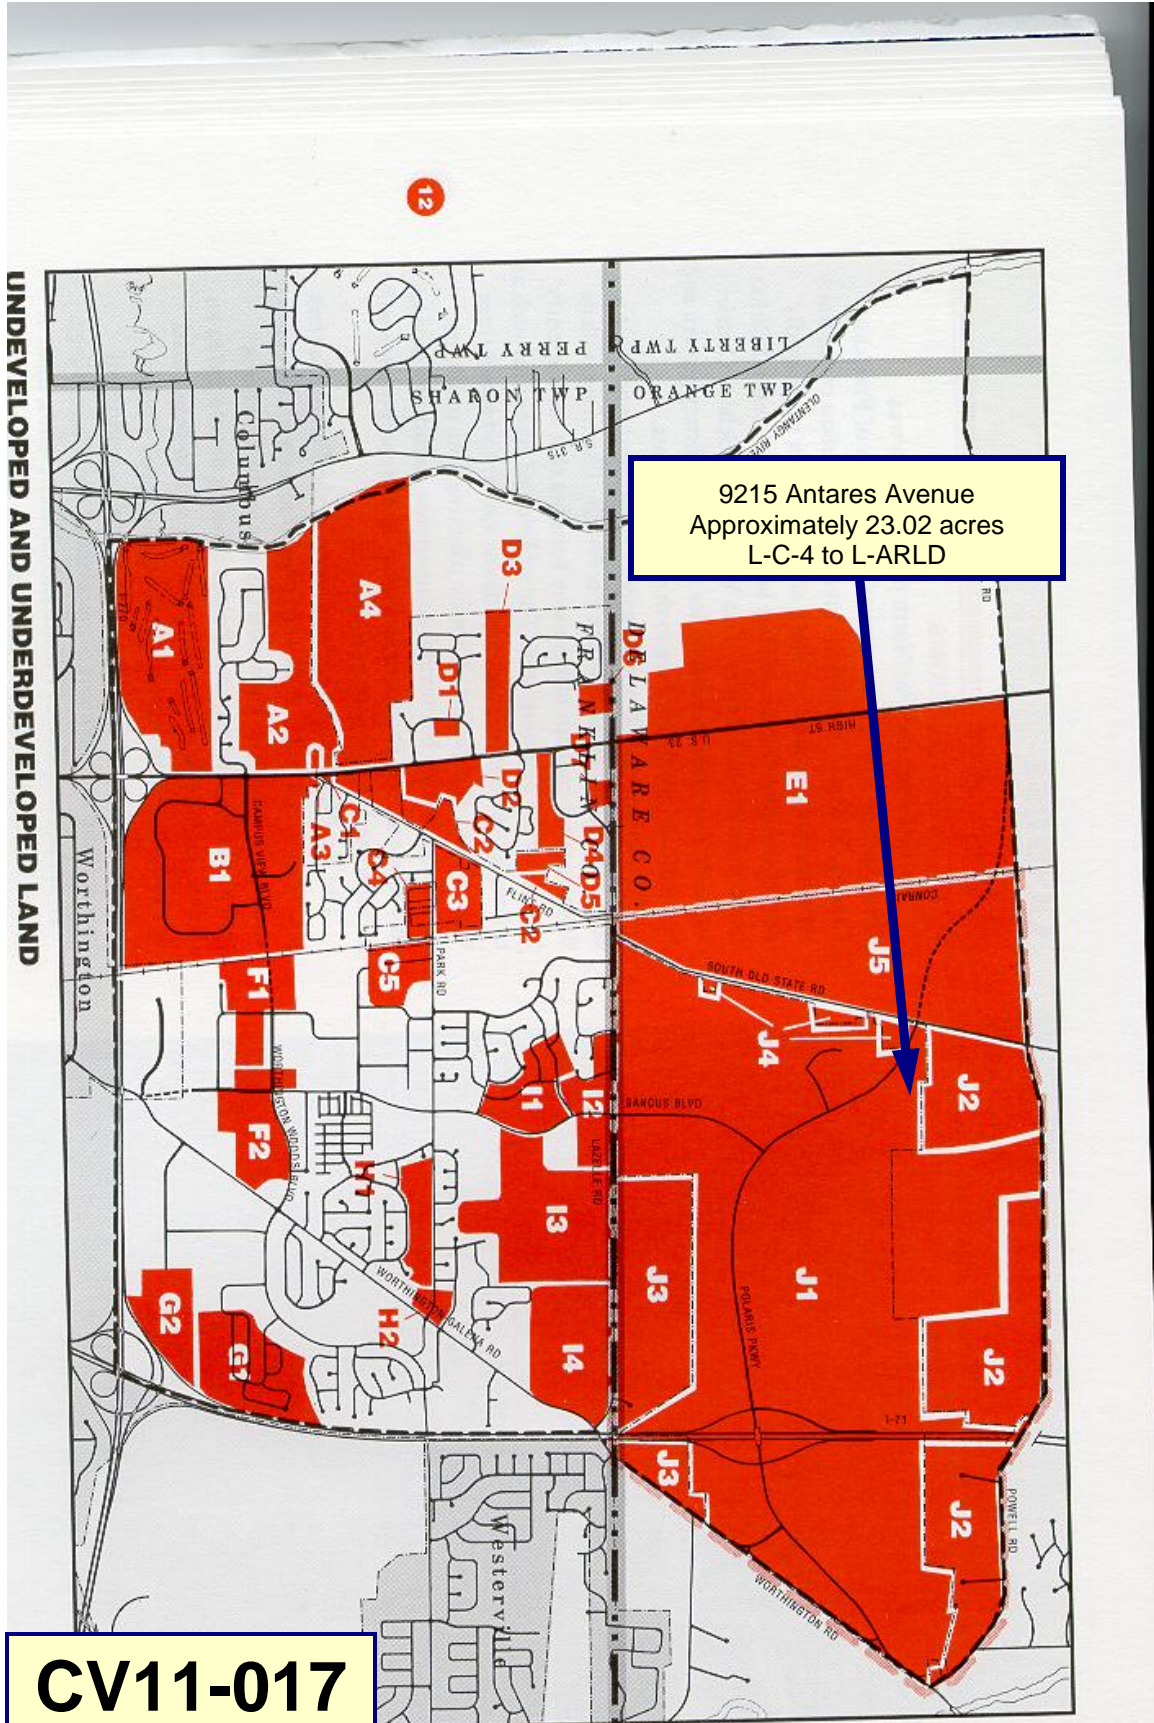 12
UNDEVELOPED AND UNDERDEVELOPED LAND
PERRY TWP
LIBERTY TWP
SHARON TWP
ORANGE TWP
OLENTANGY RIVER
S.R. 315
Columbus
9215 Antares Avenue
Approximately 23.02 acres
L-C-4 to L-ARLD
RD
D3
A4
A1
I-270
A2
D1
D6
FRANKLIN CO.
DELAWARE CO.
HIGH ST
U.S. 23
E1
D2
C1
A3
C2
D4
D5
C4
C3
C2
FLINT RD
B1
CAMPUS VIEW BLVD
Worthington
CONRAIL
J5
SOUTH OLD STATE RD
J4
J2
F1
C5
PARK RD
I1
I2
SANCUS BLVD
LAZELLE RD
F2
WORTHINGTON WOODS BLVD
H1
I3
J3
J1
POLARIS PKWY
G2
G1
H2
WORTHINGTON GALENA RD
I4
J2
I-71
J3
J2
POWELL RD
WORTHINGTON RD
Westerville
CV11-017